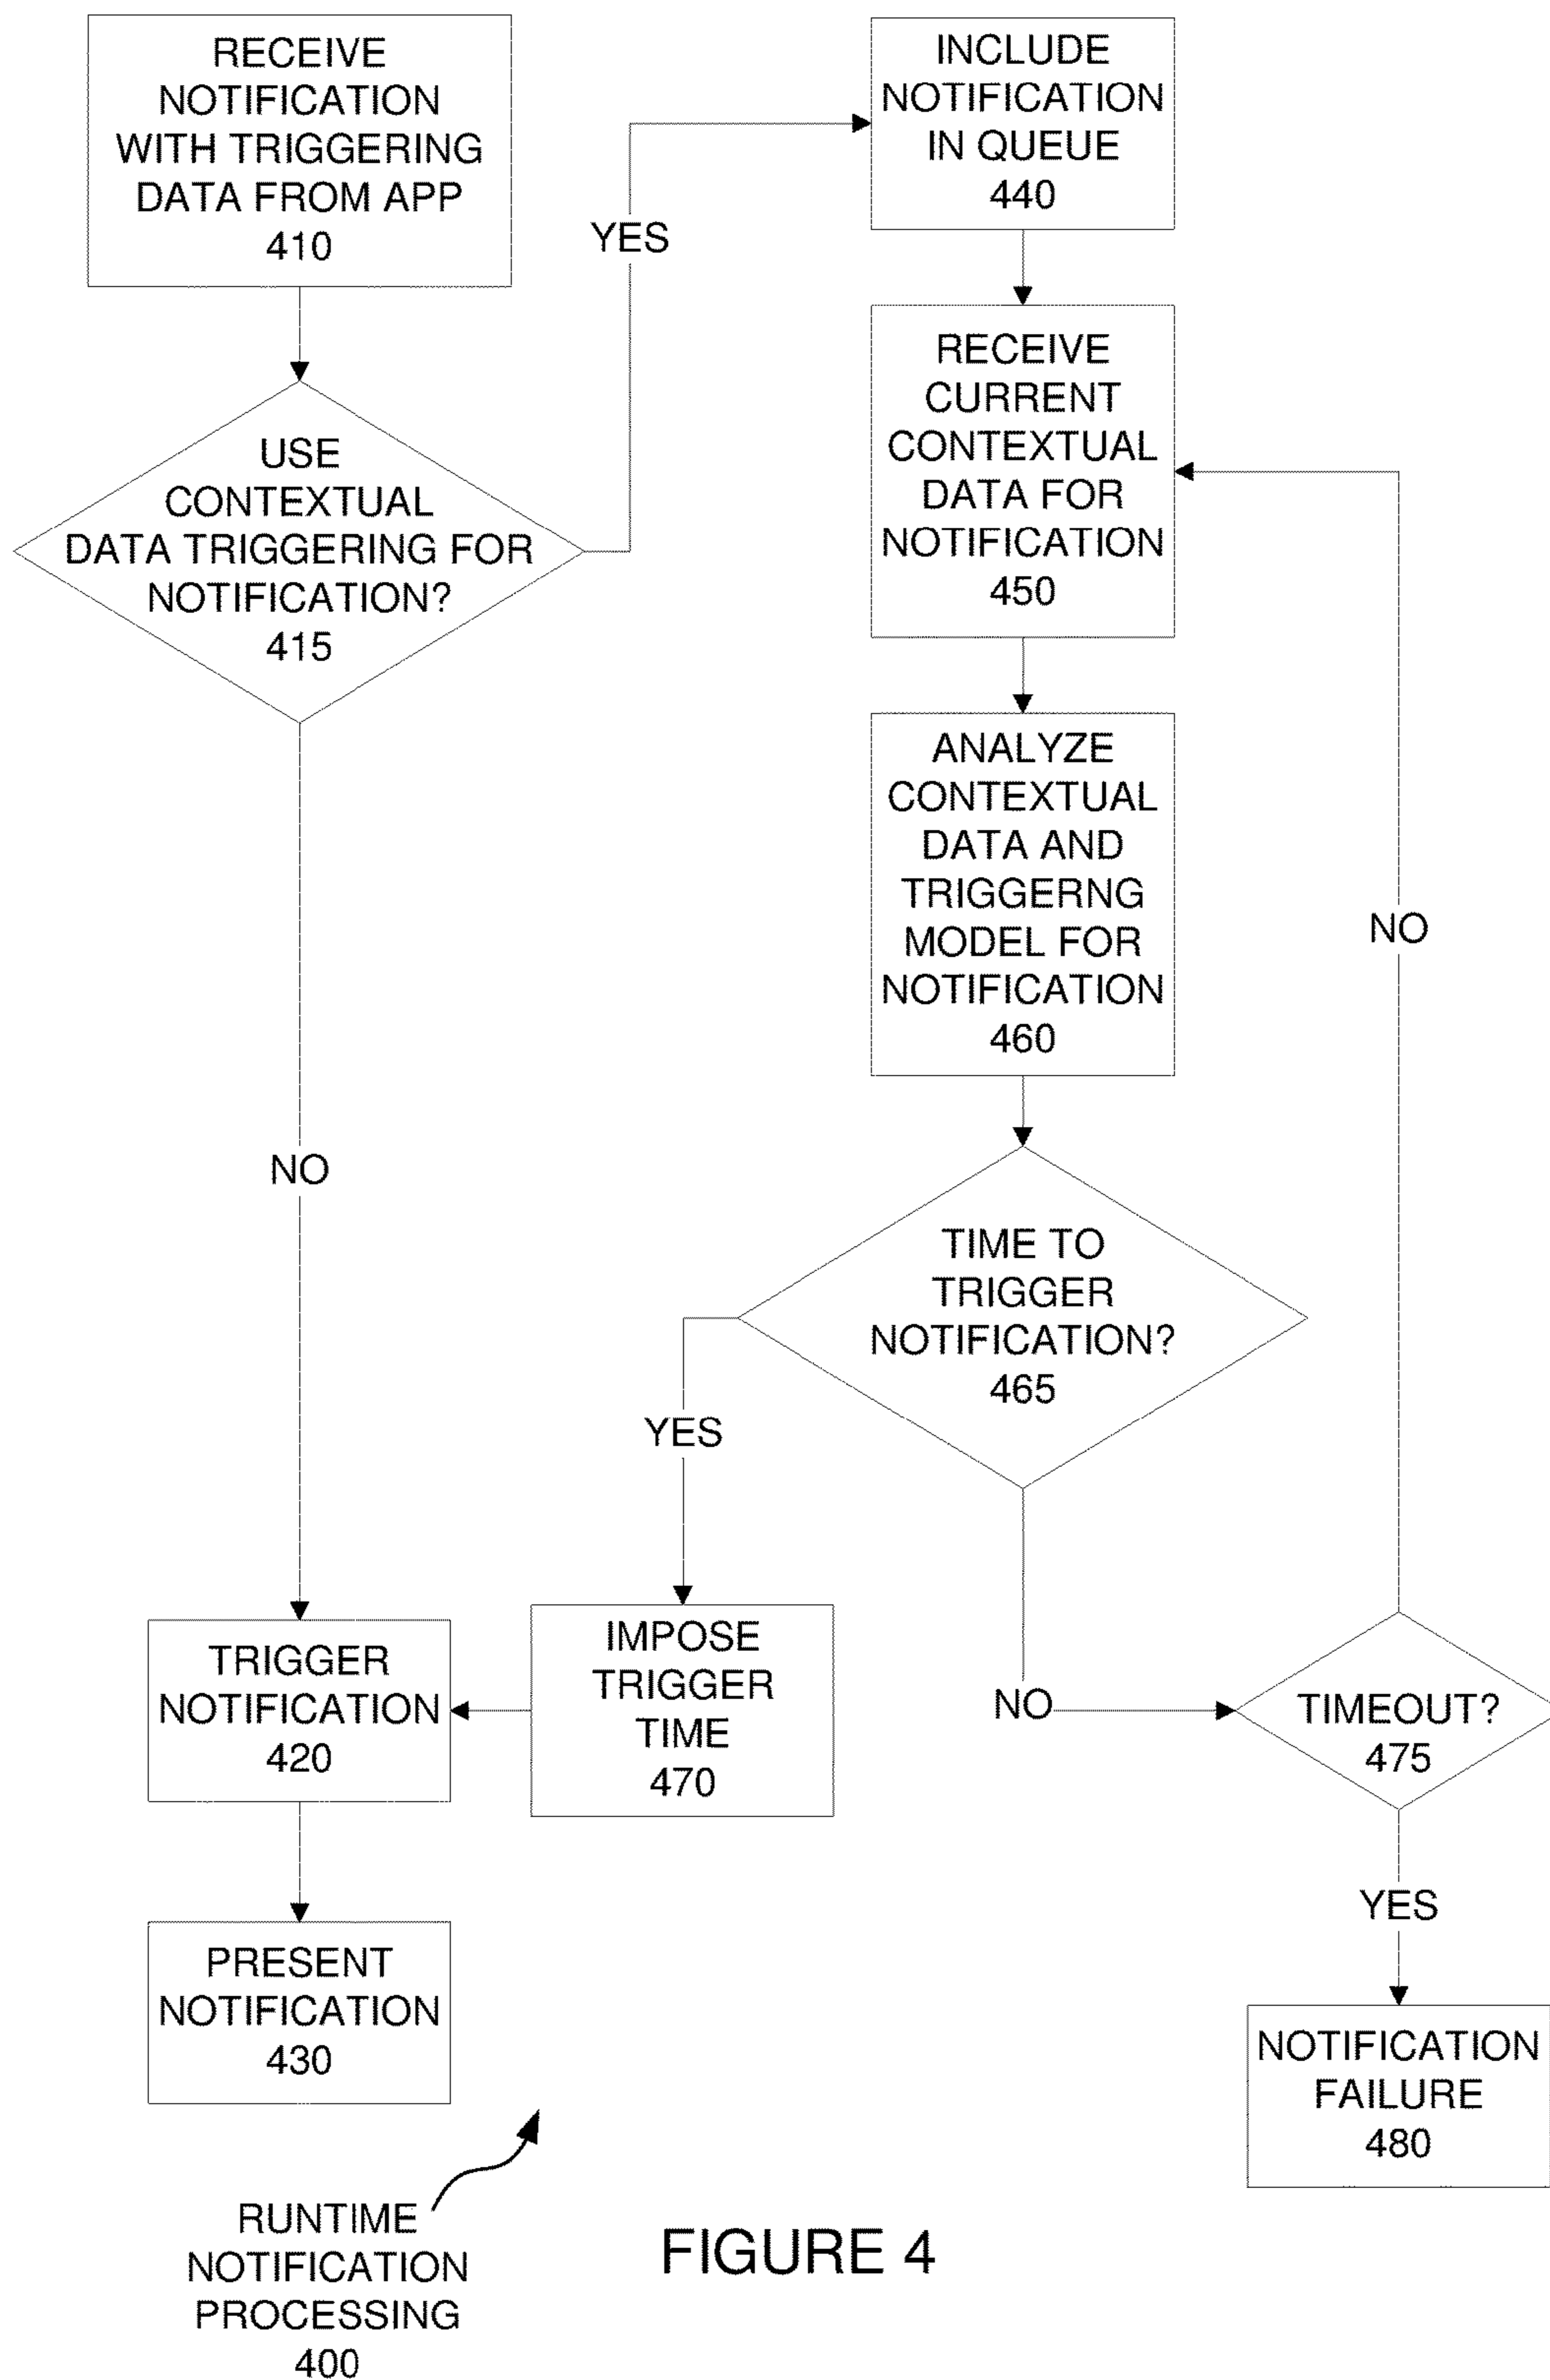 RECEIVE
NOTIFICATION
WITH TRIGGERING
DATA FROM APP
410
USE
CONTEXTUAL
DATA TRIGGERING FOR
NOTIFICATION?
415
YES
NO
INCLUDE
NOTIFICATION
IN QUEUE
440
RECEIVE
CURRENT
CONTEXTUAL
DATA FOR
NOTIFICATION
450
ANALYZE
CONTEXTUAL
DATA AND
TRIGGERNG
MODEL FOR
NOTIFICATION
460
NO
TIME TO
TRIGGER
NOTIFICATION?
465
YES
NO
TRIGGER
NOTIFICATION
420
IMPOSE
TRIGGER
TIME
470
TIMEOUT?
475
YES
PRESENT
NOTIFICATION
430
NOTIFICATION
FAILURE
480
RUNTIME
NOTIFICATION
PROCESSING
400
FIGURE 4